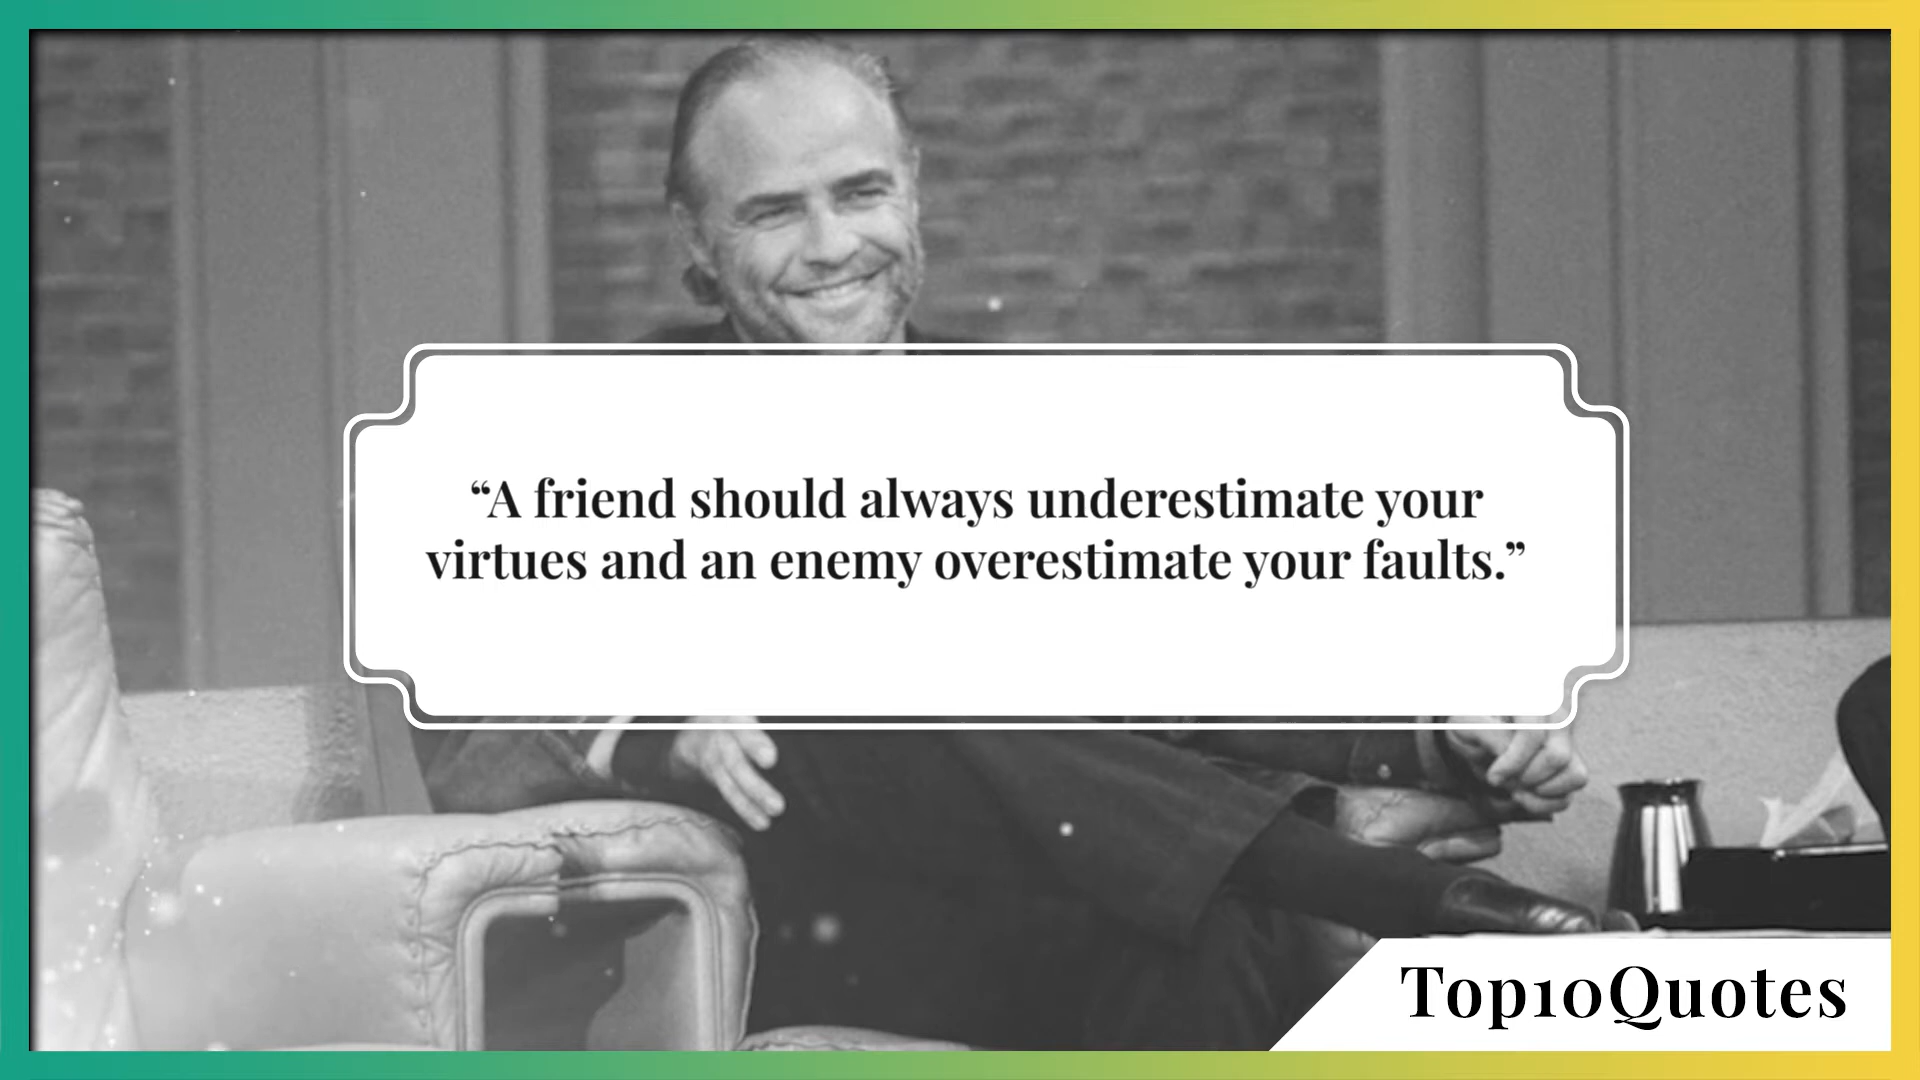 “A friend should always underestimate your
virtues and an enemy overestimate your faults.”
Top10Quotes